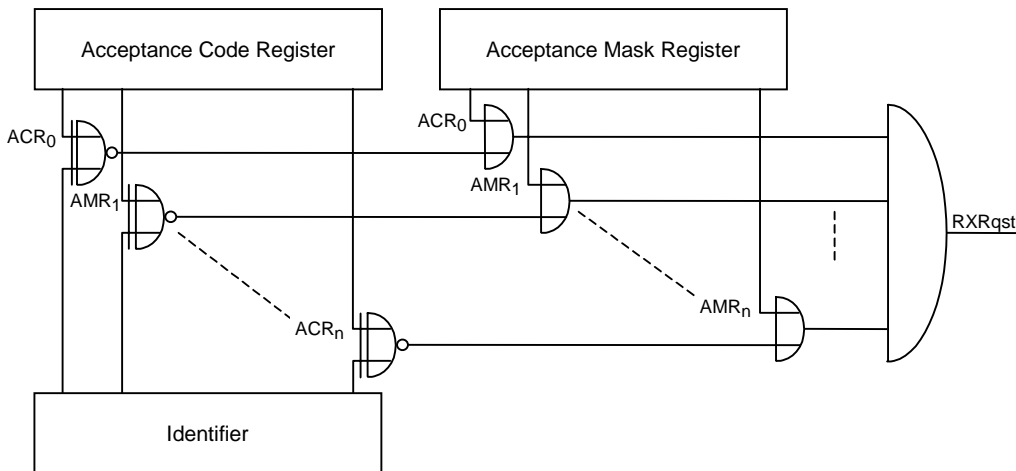 Acceptance Code Register
Acceptance Mask Register
ACR0
ACR0
AMR1
AMR1
RXRqst
ACRn
AMRn
Identifier